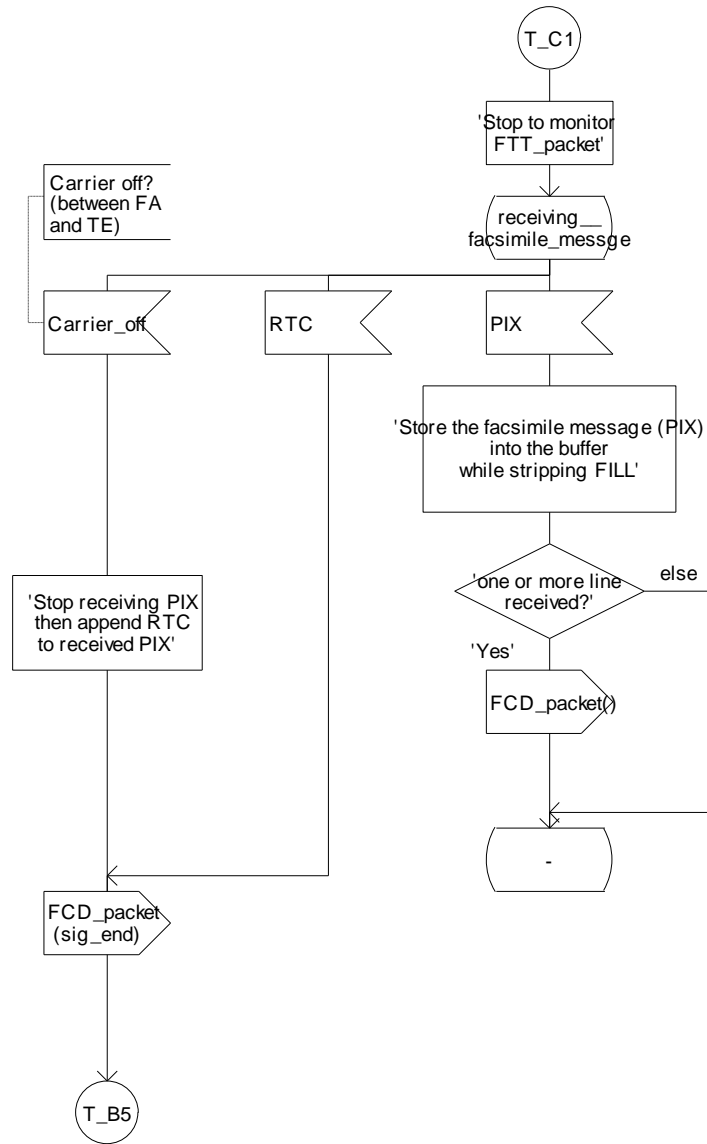 T_C1
'Stop to monitor
FTT_packet'
Carrier off?
(between FA
and TE)
receiving__
facsimile_messge
Carrier_off
RTC
PIX
'Store the facsimile message (PIX)
into the buffer
while stripping FILL'
'one or more line
received?'
else
'Stop receiving PIX
then append RTC
to received PIX'
'Yes'
FCD_packet()
-
FCD_packet
(sig_end)
T_B5